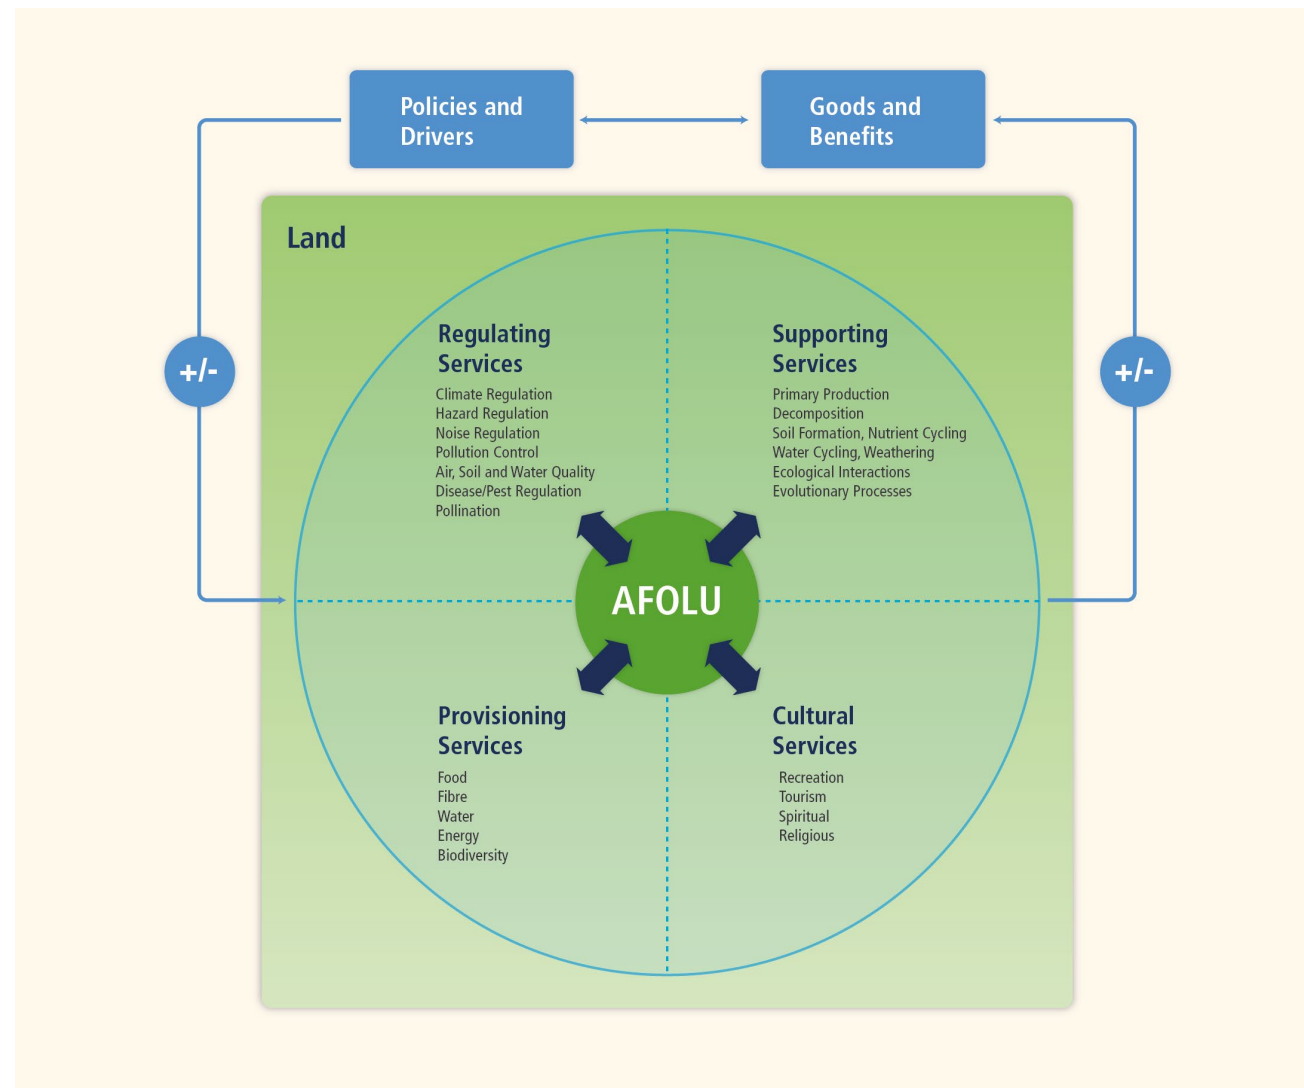 Policies and
Drivers
Goods and
Benefits
Land
+/-
+/-
Regulating
Services
Climate Regulation
Hazard Regulation
Noise Regulation
Pollution Control
Air, Soil and Water Quality
Disease/Pest Regulation
Pollination
Supporting
Services
Primary Production
Decomposition
Soil Formation, Nutrient Cycling
Water Cycling, Weathering
Ecological Interactions
Evolutionary Processes
AFOLU
Provisioning
Services
Food
Fibre
Water
Energy
Biodiversity
Cultural
Services
Recreation
Tourism
Spiritual
Religious